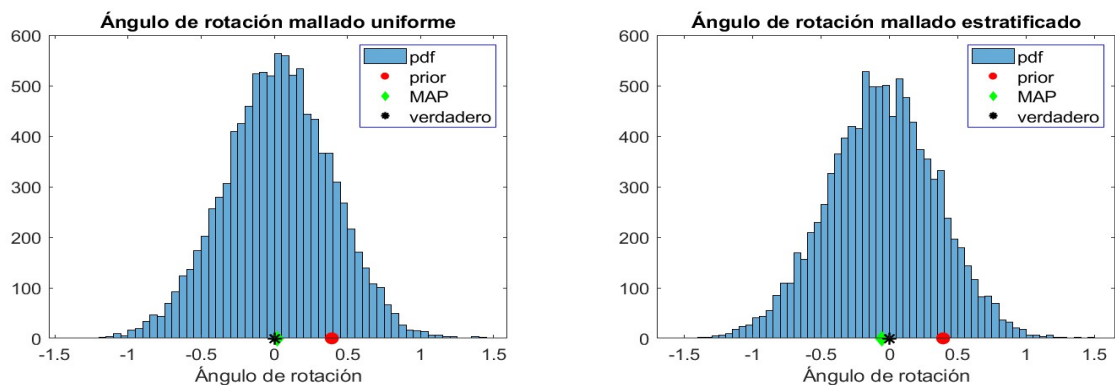 Ángulo de rotación mallado uniforme
600
500
400
300
200
100
0
-1.5 -1 -0.5 0 0.5 1 1.5
Ángulo de rotación
pdf
prior
MAP
verdadero
Ángulo de rotación mallado estratificado
600
500
400
300
200
100
0
-1.5 -1 -0.5 0 0.5 1 1.5
Ángulo de rotación
pdf
prior
MAP
verdadero